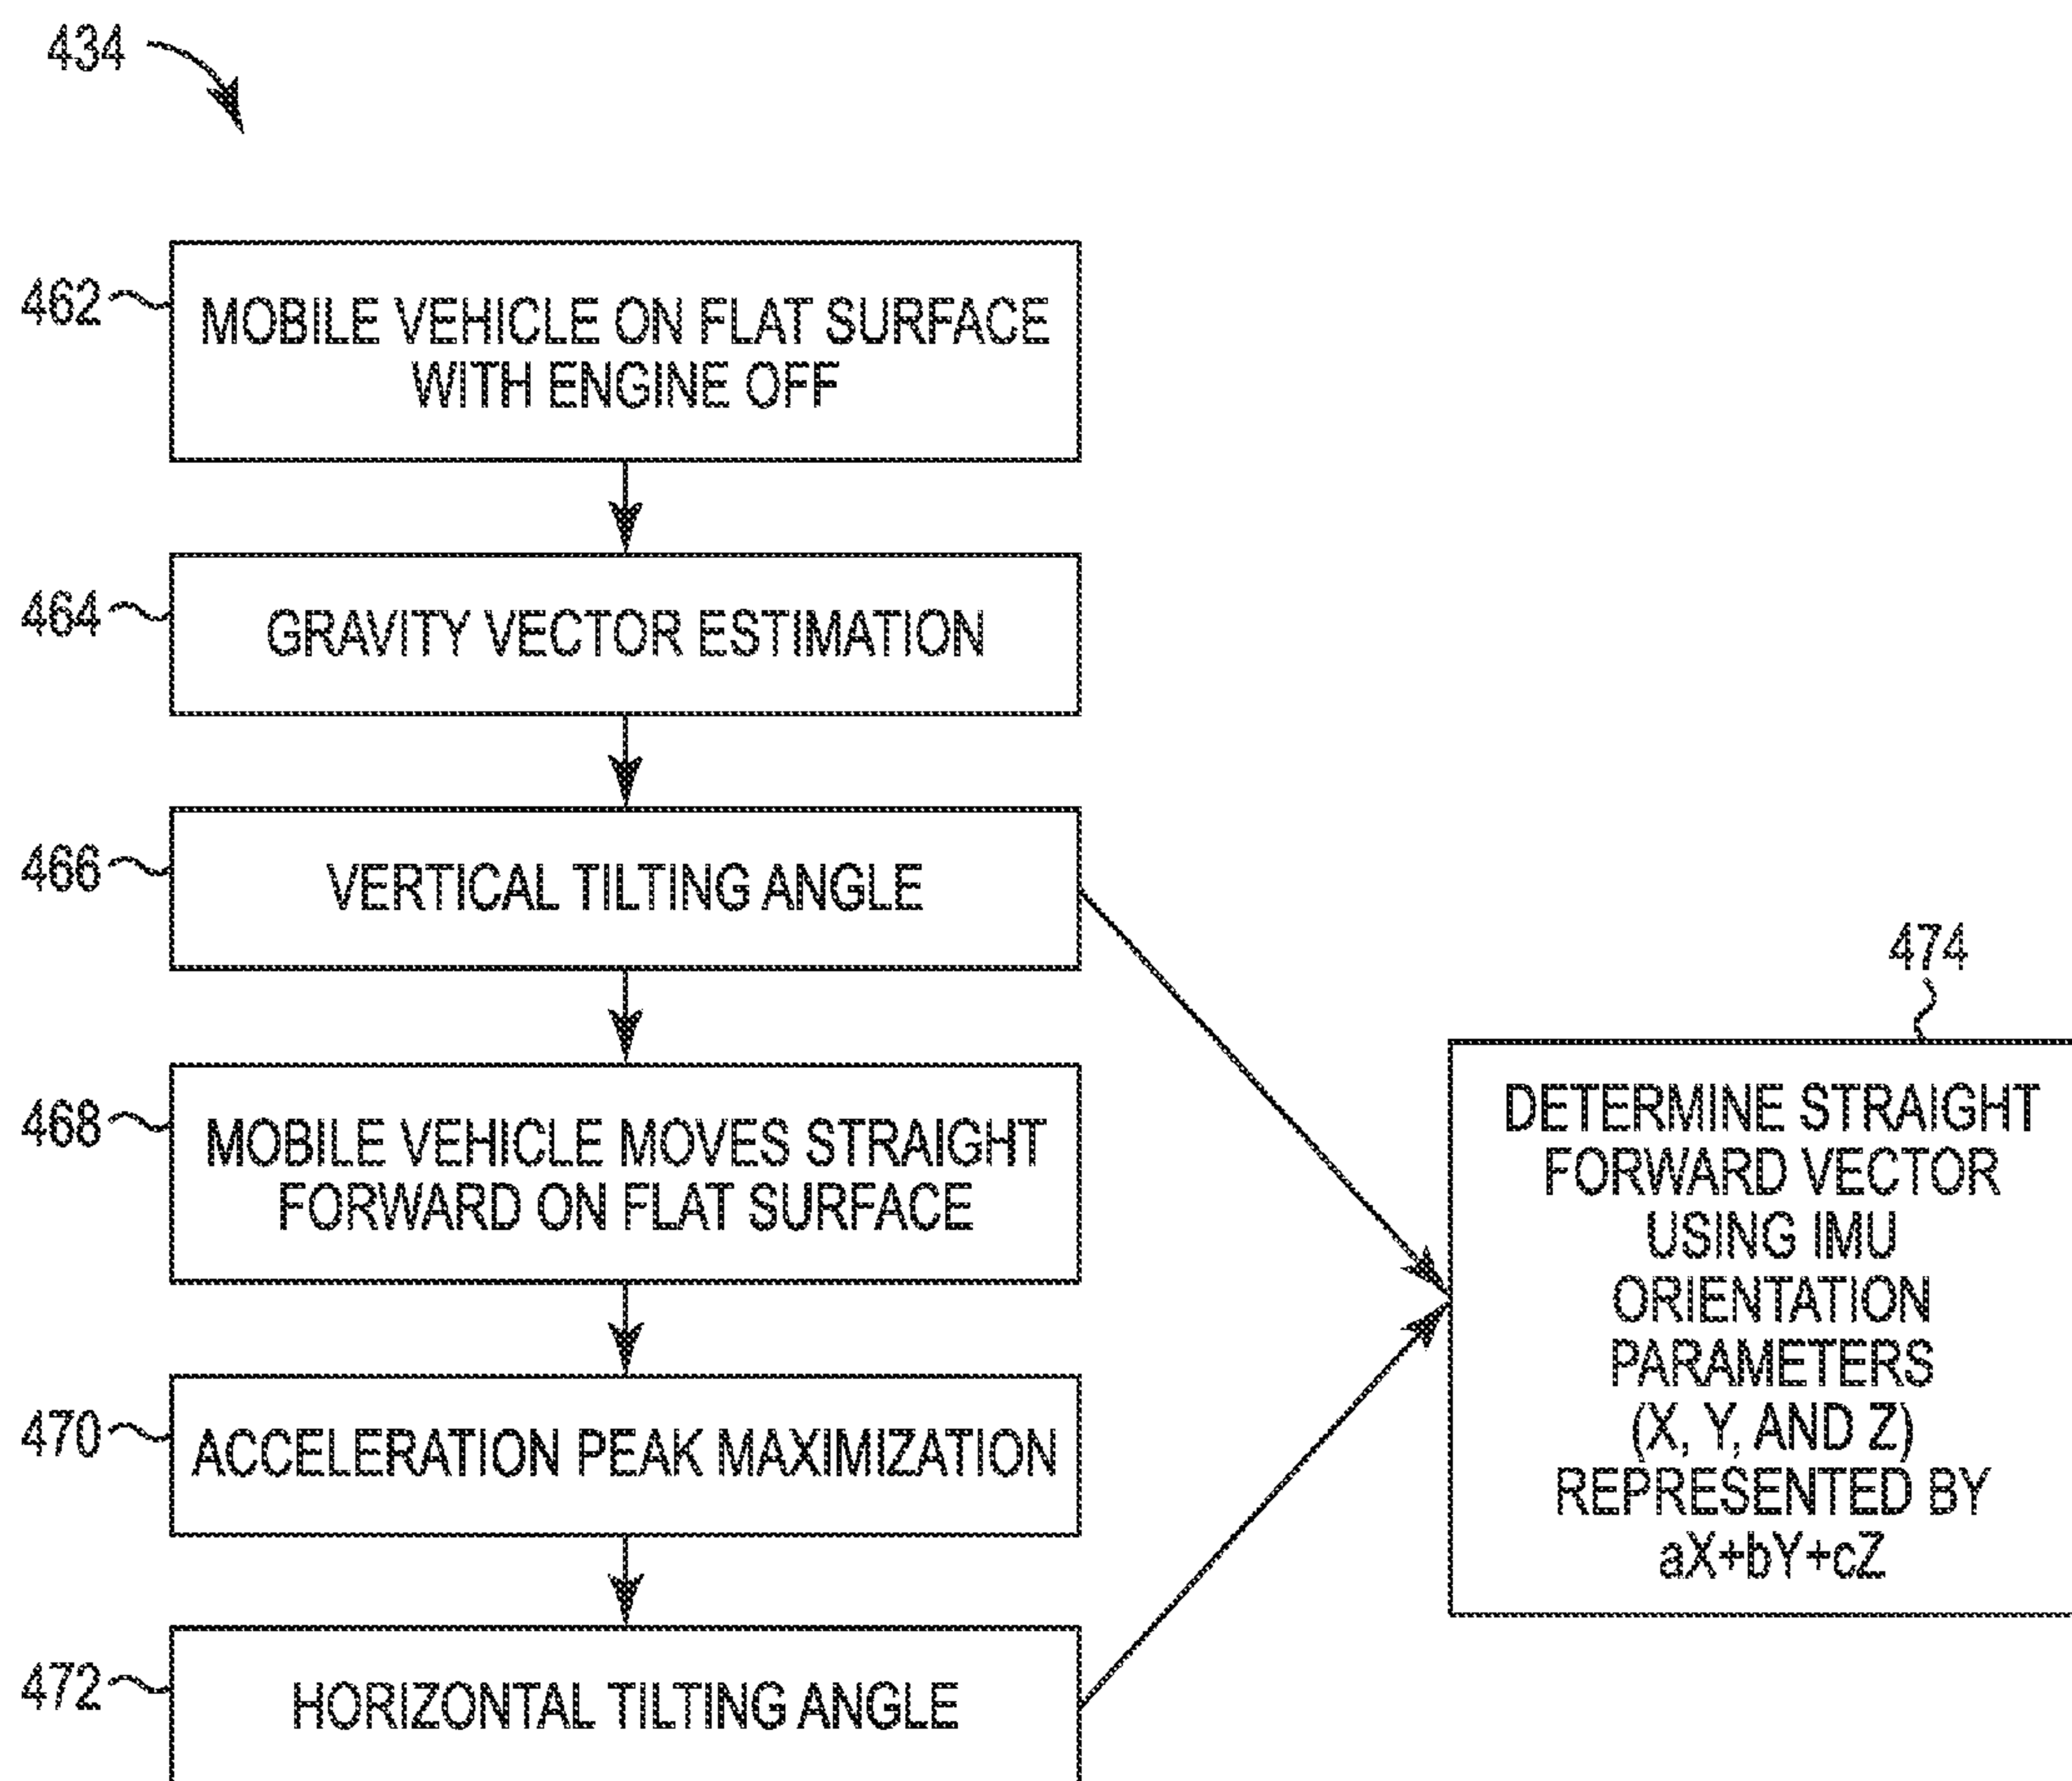 434
462
MOBILE VEHICLE ON FLAT SURFACE
WITH ENGINE OFF
464
GRAVITY VECTOR ESTIMATION
466
VERTICAL TILTING ANGLE
468
MOBILE VEHICLE MOVES STRAIGHT
FORWARD ON FLAT SURFACE
470
ACCELERATION PEAK MAXIMIZATION
472
HORIZONTAL TILTING ANGLE
474
DETERMINE STRAIGHT
FORWARD VECTOR
USING IMU
ORIENTATION
PARAMETERS
(X, Y, AND Z)
REPRESENTED BY
aX+bY+cZ